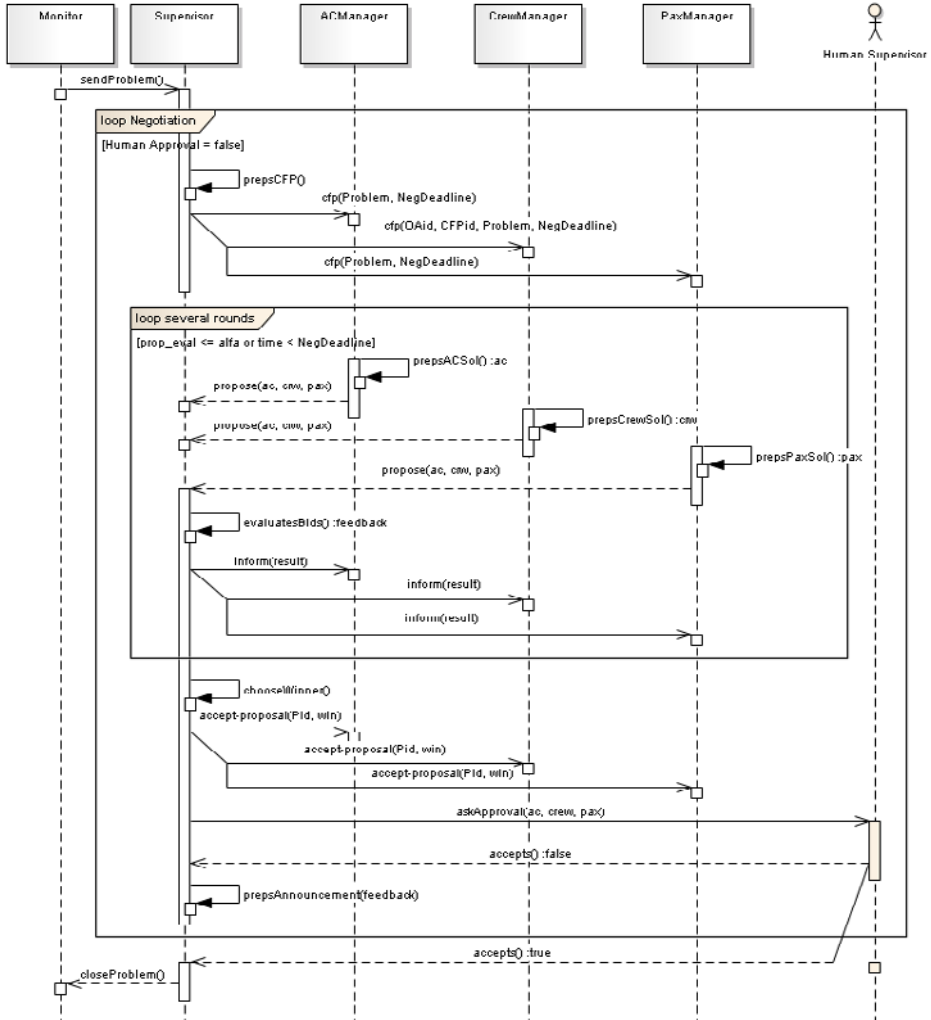 Monitor
Supervisor
ACManager
CrewManager
PaxManager
Human Supervisor
sendProblem()
loop Negotiation
[Human Approval = false]
prepsCFP()
cfp(Problem, NegDeadline)
cfp(OAid, CFPid, Problem, NegDeadline)
cfp(Problem, NegDeadline)
loop several rounds
[prop_eval <= alfa or time < NegDeadline]
prepsACSol() :ac
propose(ac, crw, pax)
prepsCrewSol() :crw
propose(ac, crw, pax)
prepsPaxSol() :pax
propose(ac, crw, pax)
evaluatesBids() :feedback
inform(result)
inform(result)
inform(result)
chooseWinner()
accept-proposal(Pid, win)
accept-proposal(Pid, win)
accept-proposal(Pid, win)
askApproval(ac, crew, pax)
accepts() :false
prepsAnnouncement(feedback)
accepts() :true
closeProblem()